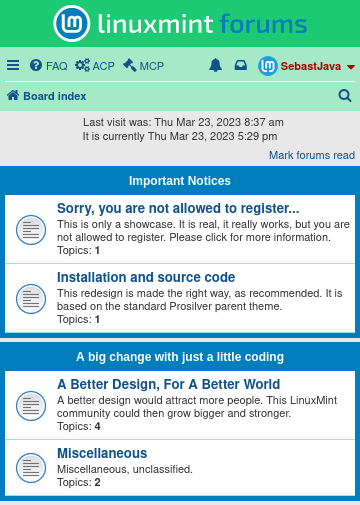 linuxmint forums
FAQ ACP MCP SebastJava
Board index
Last visit was: Thu Mar 23, 2023 8:37 am
It is currently Thu Mar 23, 2023 5:29 pm
Mark forums read
Important Notices
Sorry, you are not allowed to register...
This is only a showcase. It is real, it really works, but you are
not allowed to register. Please click for more information.
Topics: 1
Installation and source code
This redesign is made the right way, as recommended. It is
based on the standard Prosilver parent theme.
Topics: 1
A big change with just a little coding
A Better Design, For A Better World
A better design would attract more people. This LinuxMint
community could then grow bigger and stronger.
Topics: 4
Miscellaneous
Miscellaneous, unclassified.
Topics: 2